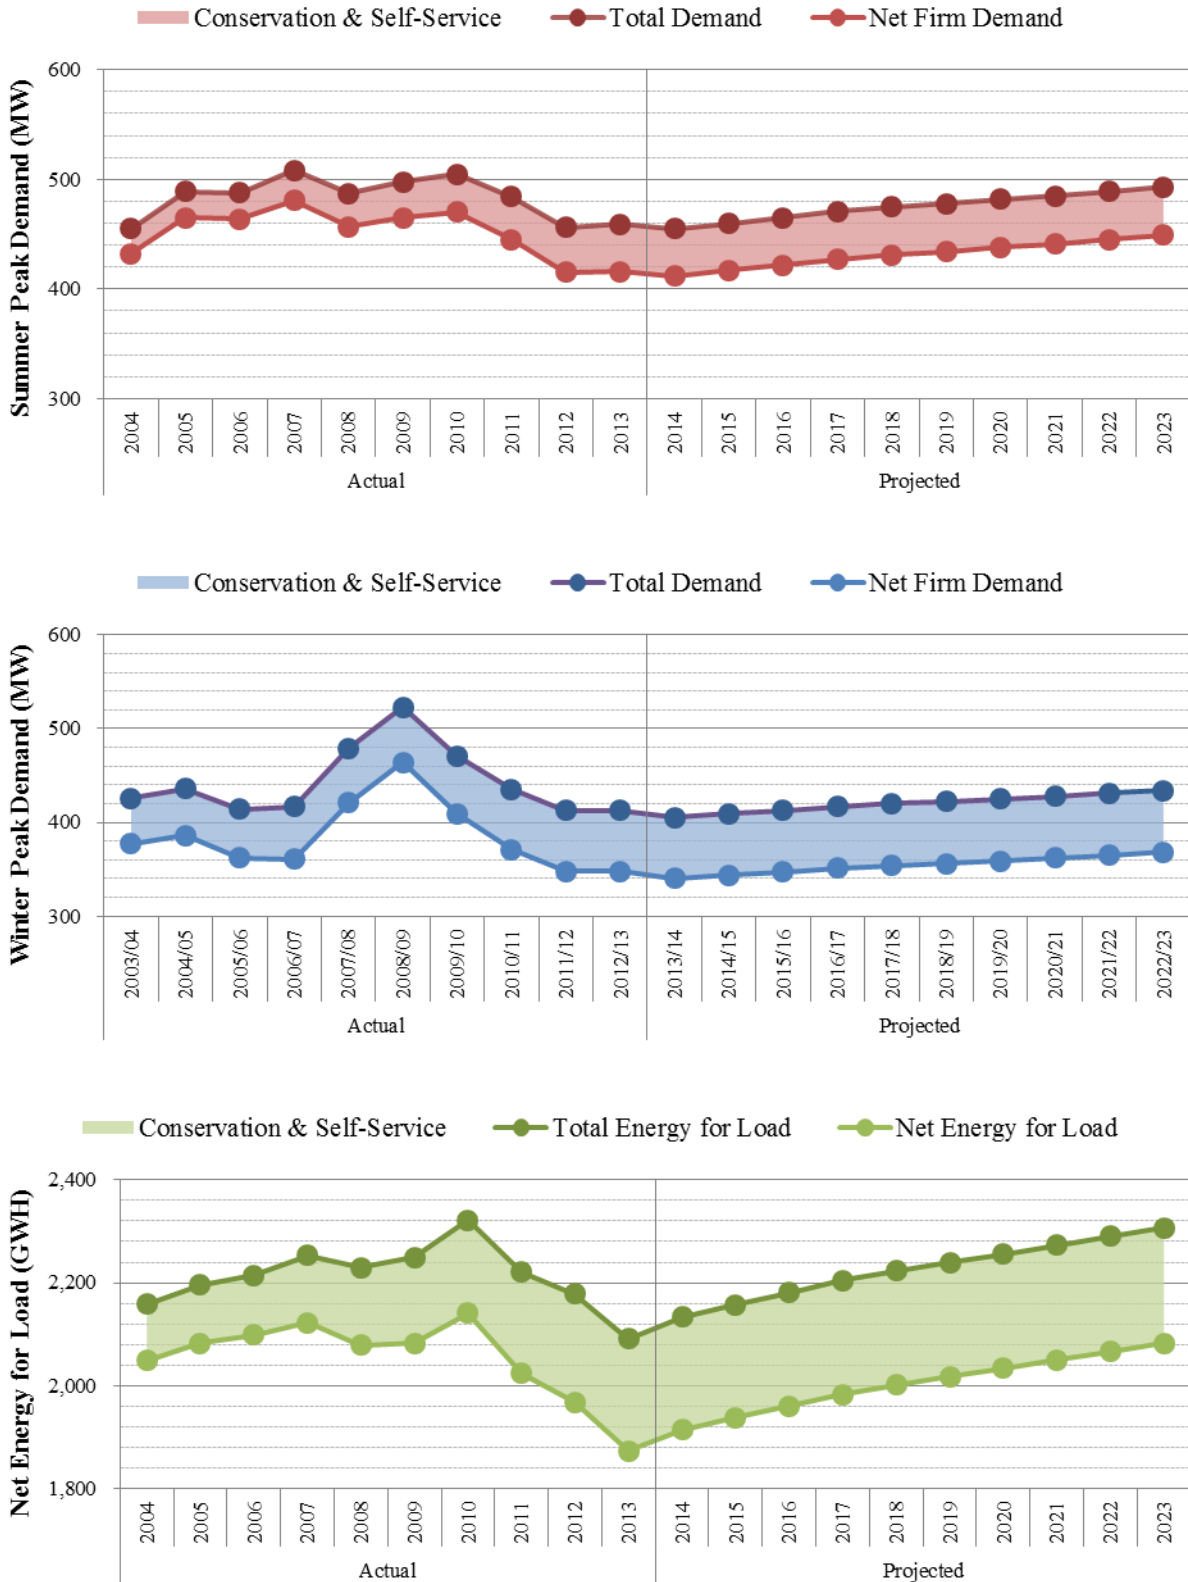 Conservation & Self-Service Total Demand Net Firm Demand
Summer Peak Demand (MW)
600
500
400
300
2004 2005 2006 2007 2008 2009 2010 2011 2012 2013 2014 2015 2016 2017 2018 2019 2020 2021 2022 2023
Actual Projected
Conservation & Self-Service Total Demand Net Firm Demand
Winter Peak Demand (MW)
600
500
400
300
2003/04 2004/05 2005/06 2006/07 2007/08 2008/09 2009/10 2010/11 2011/12 2012/13 2013/14 2014/15 2015/16 2016/17 2017/18 2018/19 2019/20 2020/21 2021/22 2022/23
Actual Projected
Conservation & Self-Service Total Energy for Load Net Energy for Load
Net Energy for Load (GWH)
2,400
2,200
2,000
1,800
2004 2005 2006 2007 2008 2009 2010 2011 2012 2013 2014 2015 2016 2017 2018 2019 2020 2021 2022 2023
Actual Projected